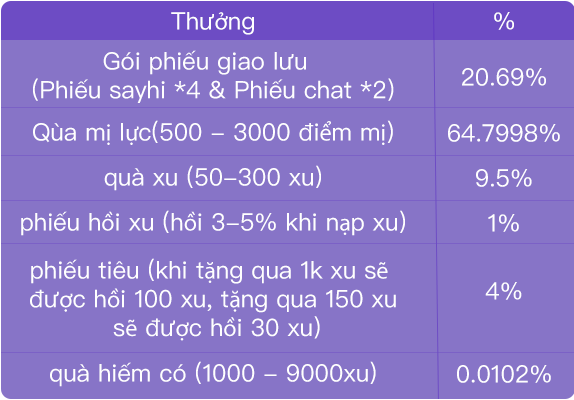 Thưởng %
Gói phiếu giao lưu
(Phiếu sayhi *4 & Phiếu chat *2) 20.69%
Qùa mị lực(500 - 3000 điểm mị) 64.7998%
quà xu (50-300 xu) 9.5%
phiếu hồi xu (hồi 3-5% khi nạp xu) 1%
phiếu tiêu (khi tặng qua 1k xu sẽ
được hồi 100 xu, tặng qua 150 xu 4%
sẽ được hồi 30 xu)
quà hiếm có (1000 - 9000xu) 0.0102%